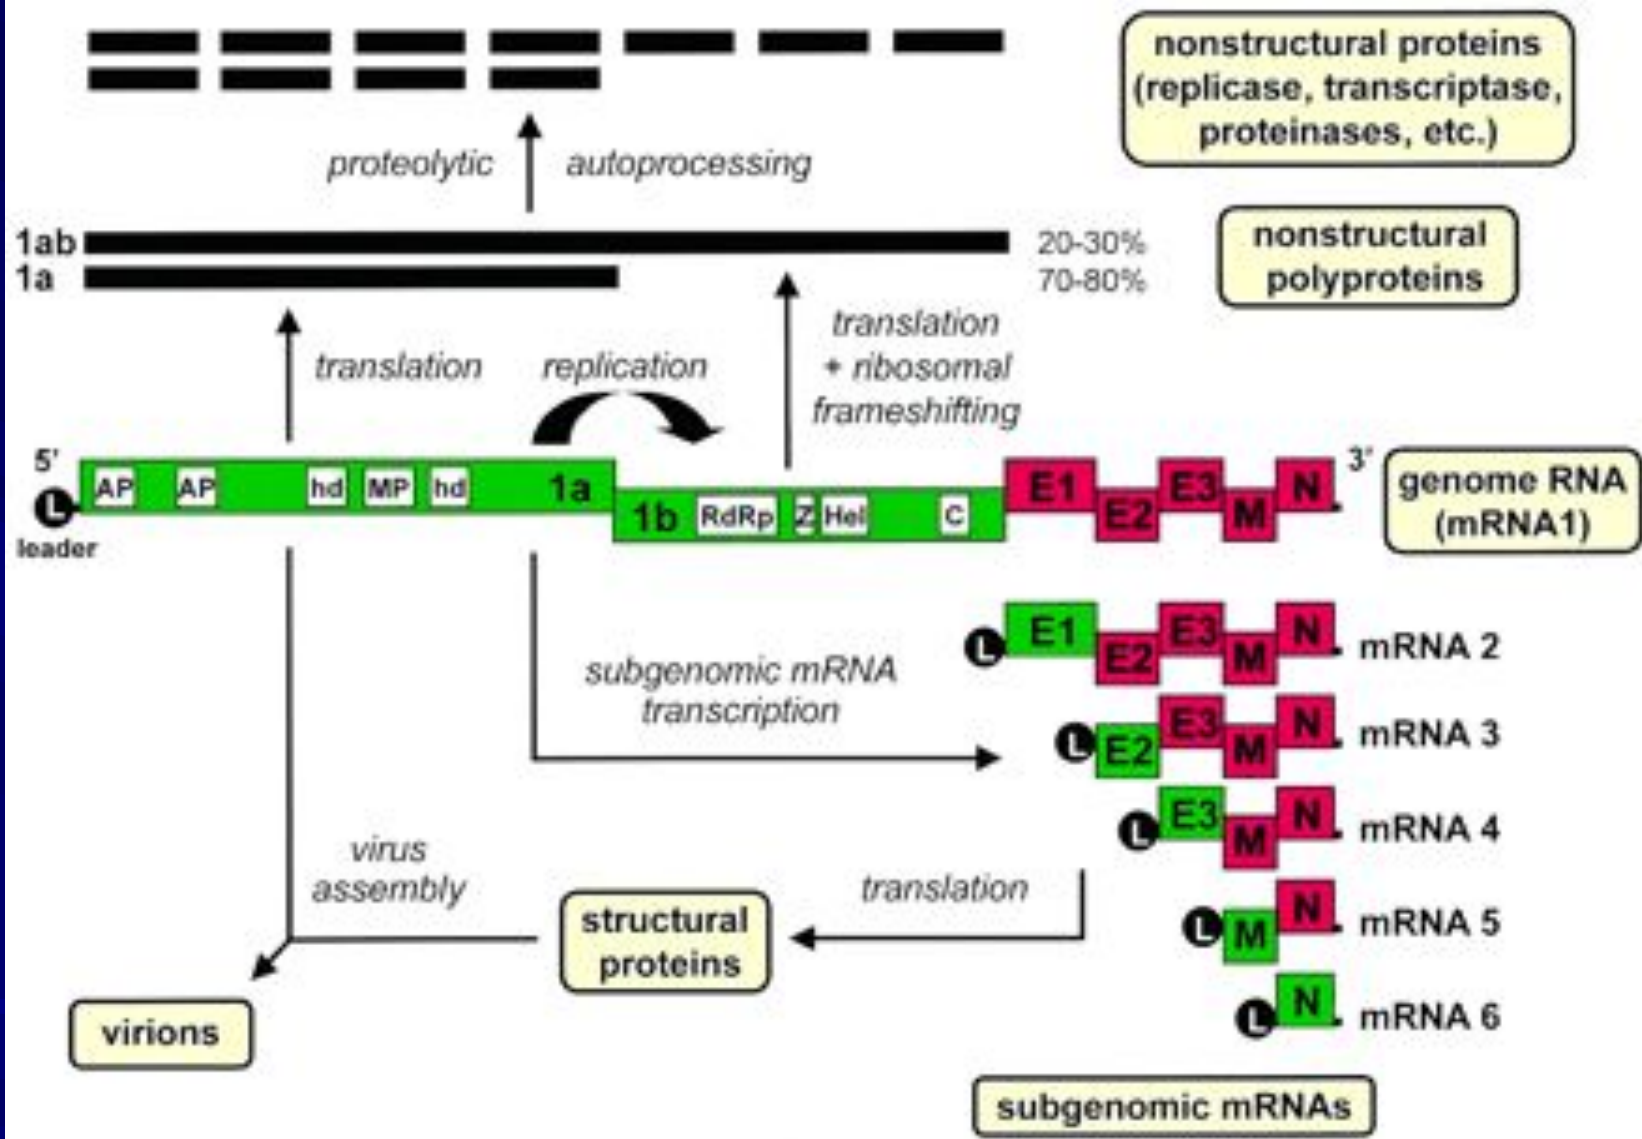 nonstructural proteins
(replicase, transcriptase,
proteinases, etc.)
proteolytic autoprocessing
1ab 20-30%
1a 70-80%
nonstructural
polyproteins
translation
replication
translation
+ ribosomal
frameshifting
5'
L
leader
AP AP hd MP hd 1a
1b RdRp Z Hel C
E1 E2 E3 M N
3'
genome RNA
(mRNA1)
L E1 E2 E3 M N mRNA 2
subgenomic mRNA
transcription
L E2 E3 M N mRNA 3
L E3 M N mRNA 4
virus
assembly
translation
structural
proteins
L M N mRNA 5
L N mRNA 6
virions
subgenomic mRNAs